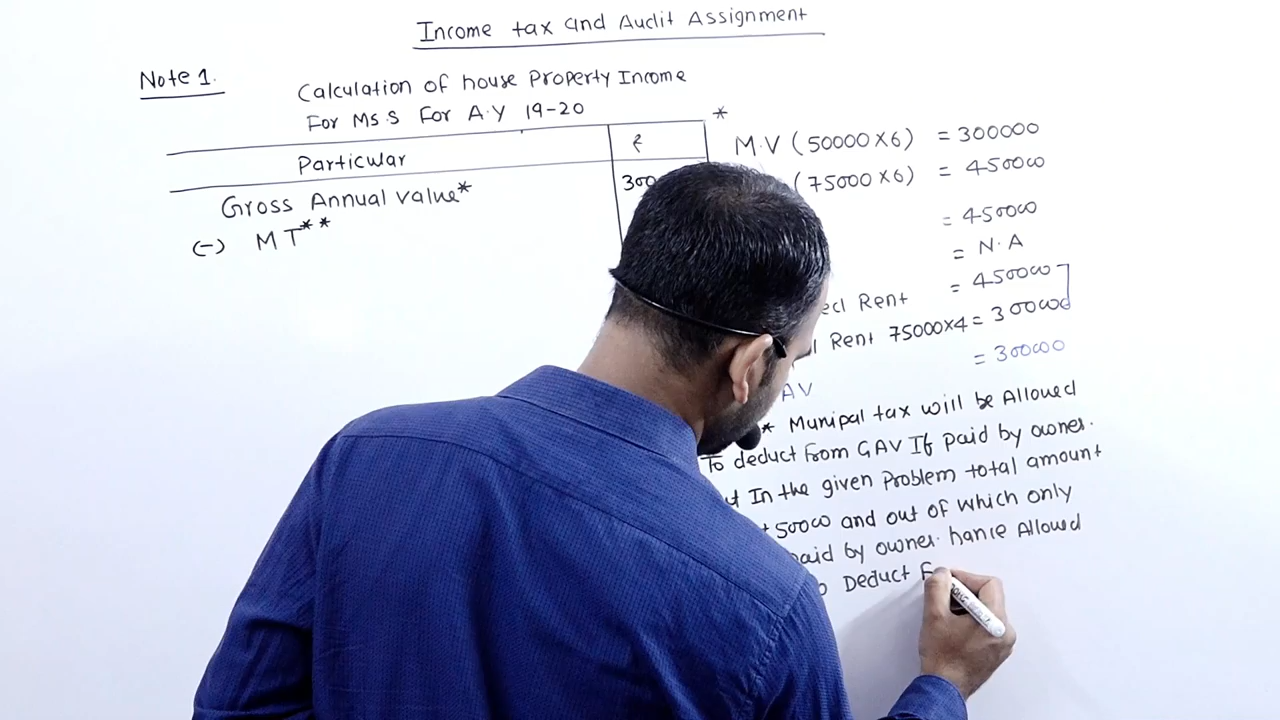 Income tax and Audit Assignment
Note 1.
Calculation of house Property Income
For Ms.S For A.Y 19-20
Particular
₹
Gross Annual value*
300
(-) MT**
*
M.V (50000X6) = 300000
(75000X6) = 450000
= 450000
= N.A
ecl Rent = 450000
l Rent 75000X4 = 300000
= 300000
AV
* Munipal tax will be Allowed
To deduct from GAV If paid by owner.
In the given Problem total amount
50000 and out of which only
paid by owner. hance Allowed
Deduct F